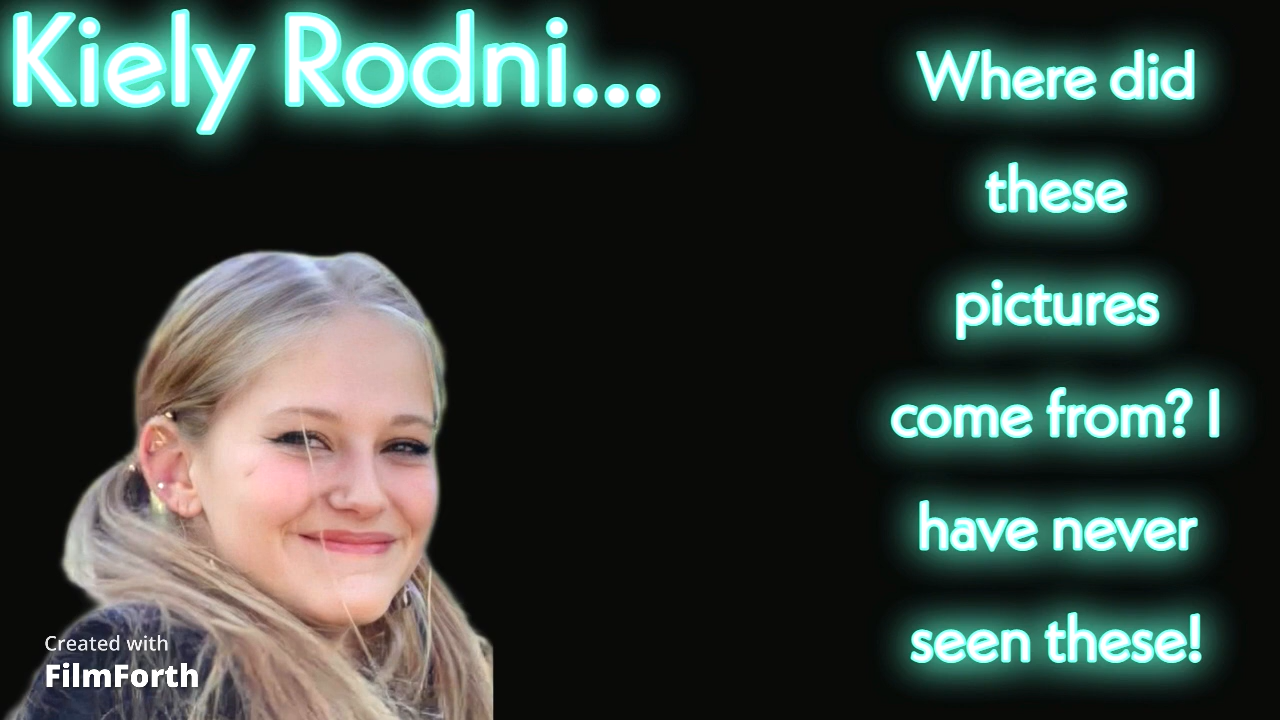 Kiely Rodni...
Where did
these
pictures
come from? I
have never
seen these!
Created with
FilmForth